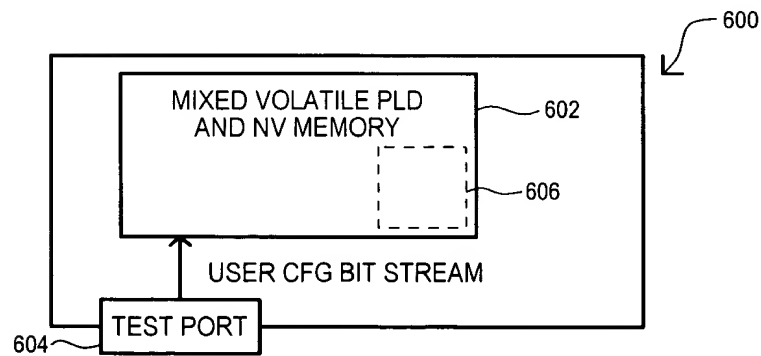 600
MIXED VOLATILE PLD
AND NV MEMORY
602
606
USER CFG BIT STREAM
TEST PORT
604